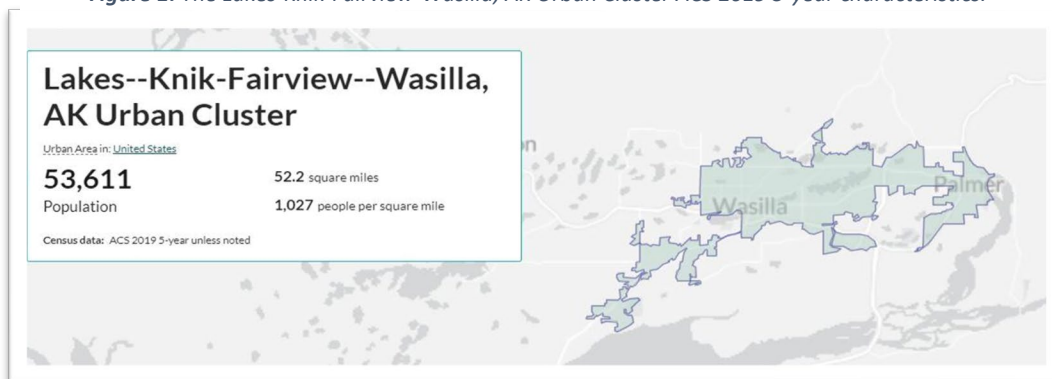 Lakes--Knik-Fairview--Wasilla,
AK Urban Cluster
Urban Area in: United States
53,611
Population
52.2 square miles
1,027 people per square mile
Census data: ACS 2019 5-year unless noted
on
Wasilla
Palmer